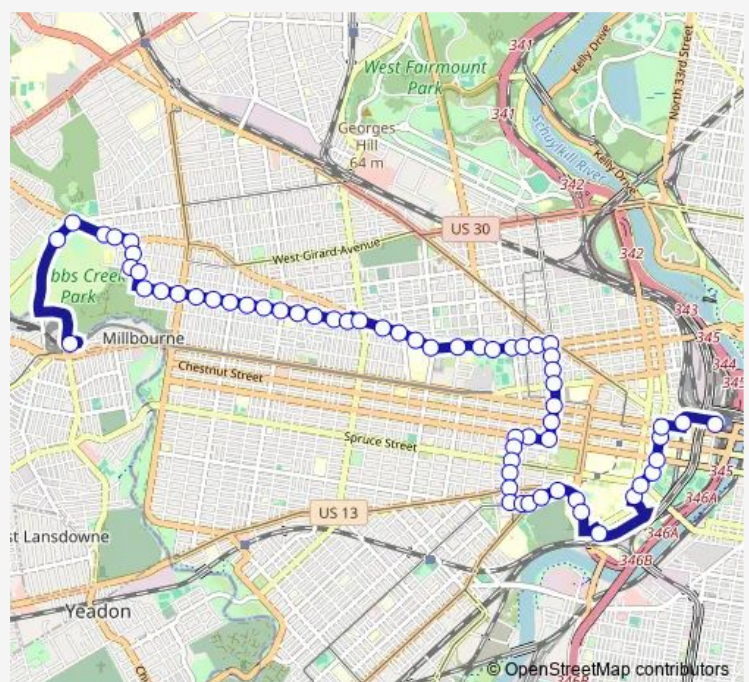 341
West Fairmount
Park
Kelly Drive
North 33rd Street
341
Georges
Hill
64 m
Schuylkill River
Kelly Drive
342
US 30
West Girard Avenue
342
bbs Creek
Park
343
Millbourne
345
344
345
Chestnut Street
Spruce Street
345
346A
US 13
346A
st Lansdowne
346B
Yeadon
© OpenStreetMap contributors